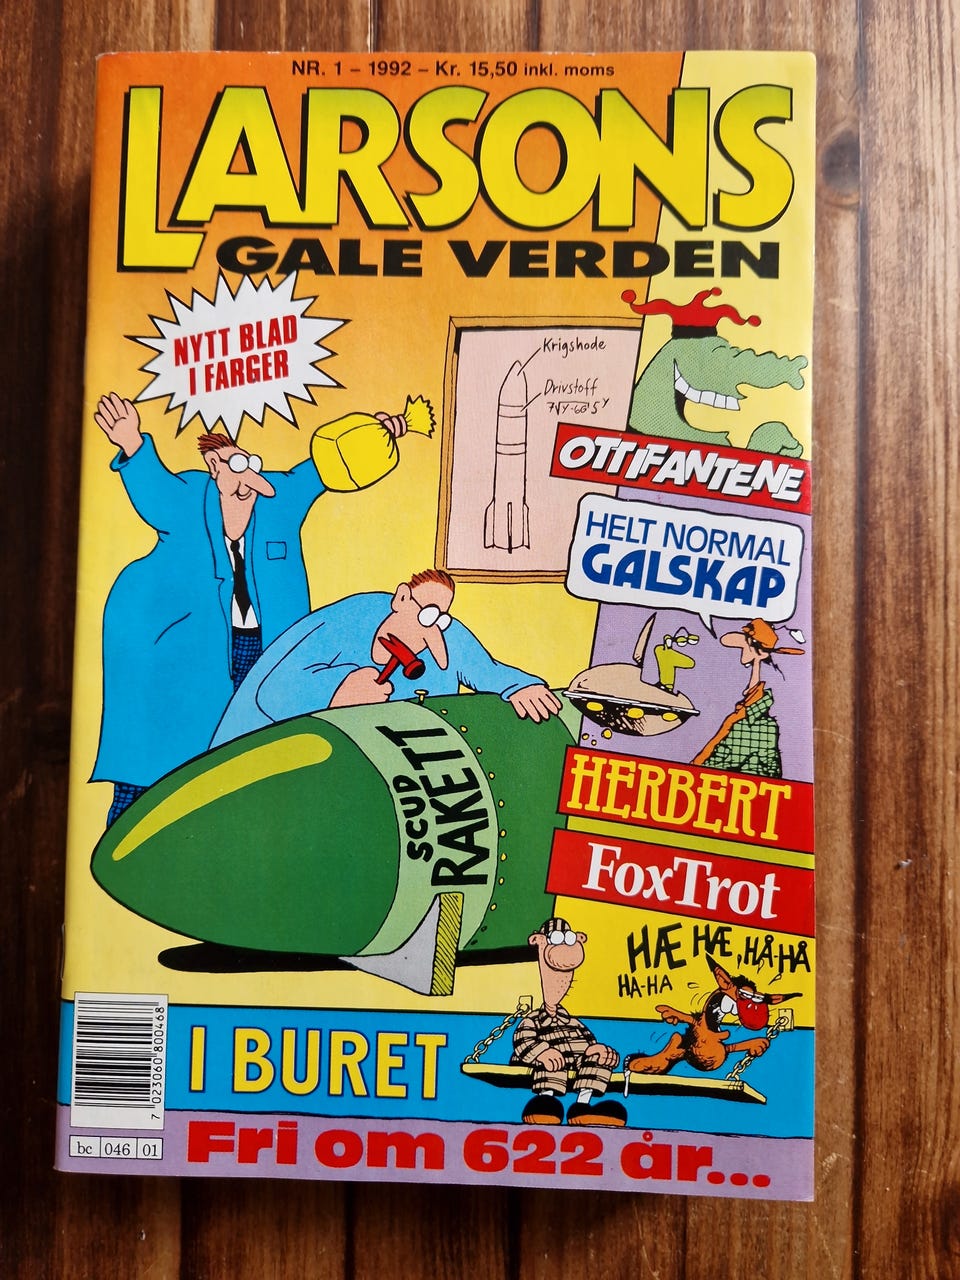 NR. 1 – 1992 – Kr. 15,50 inkl. moms
LARSONS
GALE VERDEN
NYTT BLAD
I FARGER
Krigshode
Drivstoff
OTTIFANTENE
HELT NORMAL
GALSKAP
SCUD
RAKETT
HERBERT
FoxTrot
HÆ HÆ, HÅ-HÅ
HA-HA
I BURET
Fri om 622 år...
7 023060 800468
bc 046 01